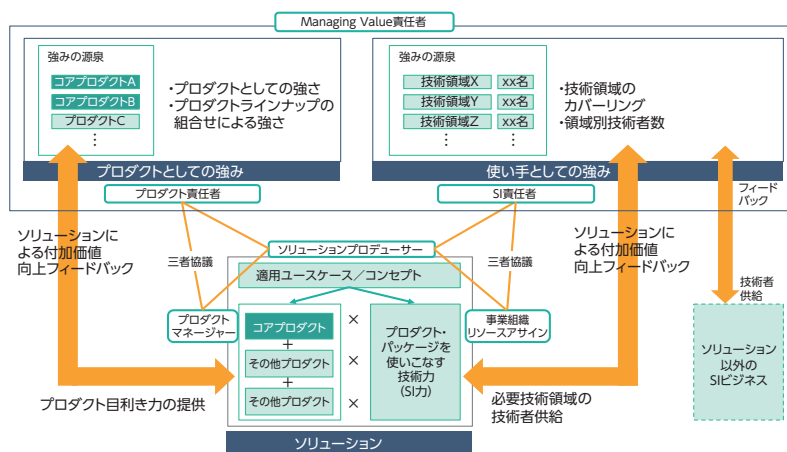 Managing Value責任者
強みの源泉
コアプロダクトA
コアプロダクトB
プロダクトC
⋮
・プロダクトとしての強さ
・プロダクトラインナップの
組合せによる強さ
プロダクトとしての強み
強みの源泉
技術領域X
xx名
技術領域Y
xx名
技術領域Z
xx名
⋮
⋮
・技術領域の
カバーリング
・領域別技術者数
使い手としての強み
プロダクト責任者
SI責任者
フィード
バック
ソリューションに
よる付加価値
向上フィードバック
三者協議
ソリューションプロデューサー
三者協議
ソリューションに
よる付加価値
向上フィードバック
適用ユースケース/コンセプト
プロダクト
マネージャー
事業組織
リソースアサイン
技術者
供給
コアプロダクト
+
その他プロダクト
+
その他プロダクト
×
×
×
プロダクト・
パッケージを
使いこなす
技術力
(SI力)
ソリューション
以外の
SIビジネス
プロダクト目利き力の提供
必要技術領域の
技術者供給
ソリューション